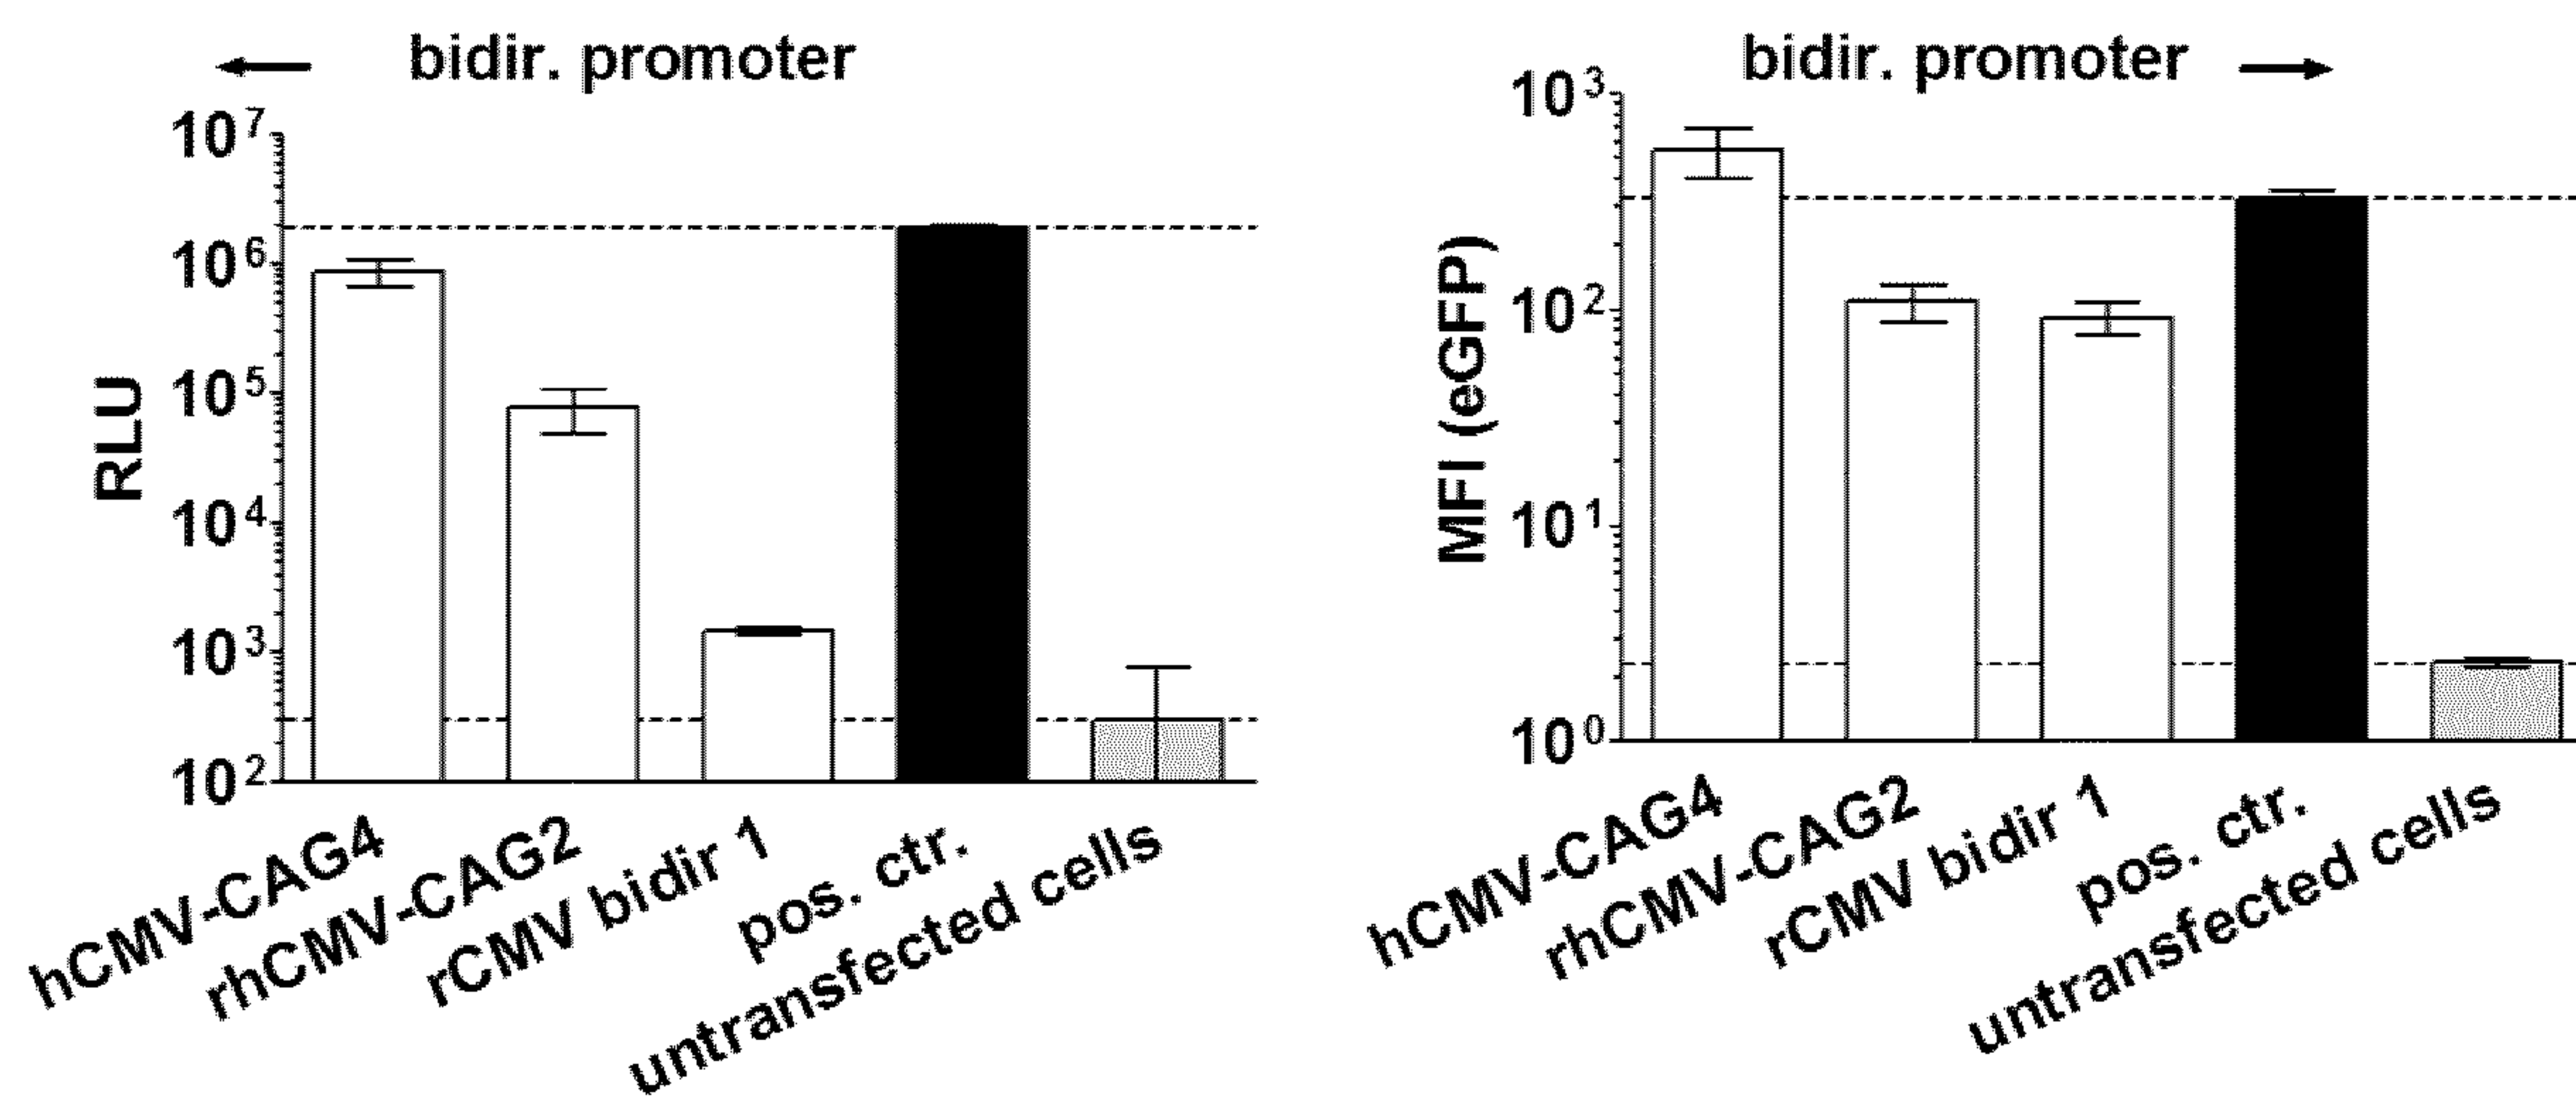 ← bidir. promoter
RLU
10^7
10^6
10^5
10^4
10^3
10^2
hCMV-CAG4
rhCMV-CAG2
rCMV bidir 1
pos. ctr.
untransfected cells
bidir. promoter →
MFI (eGFP)
10^3
10^2
10^1
10^0
hCMV-CAG4
rhCMV-CAG2
rCMV bidir 1
pos. ctr.
untransfected cells